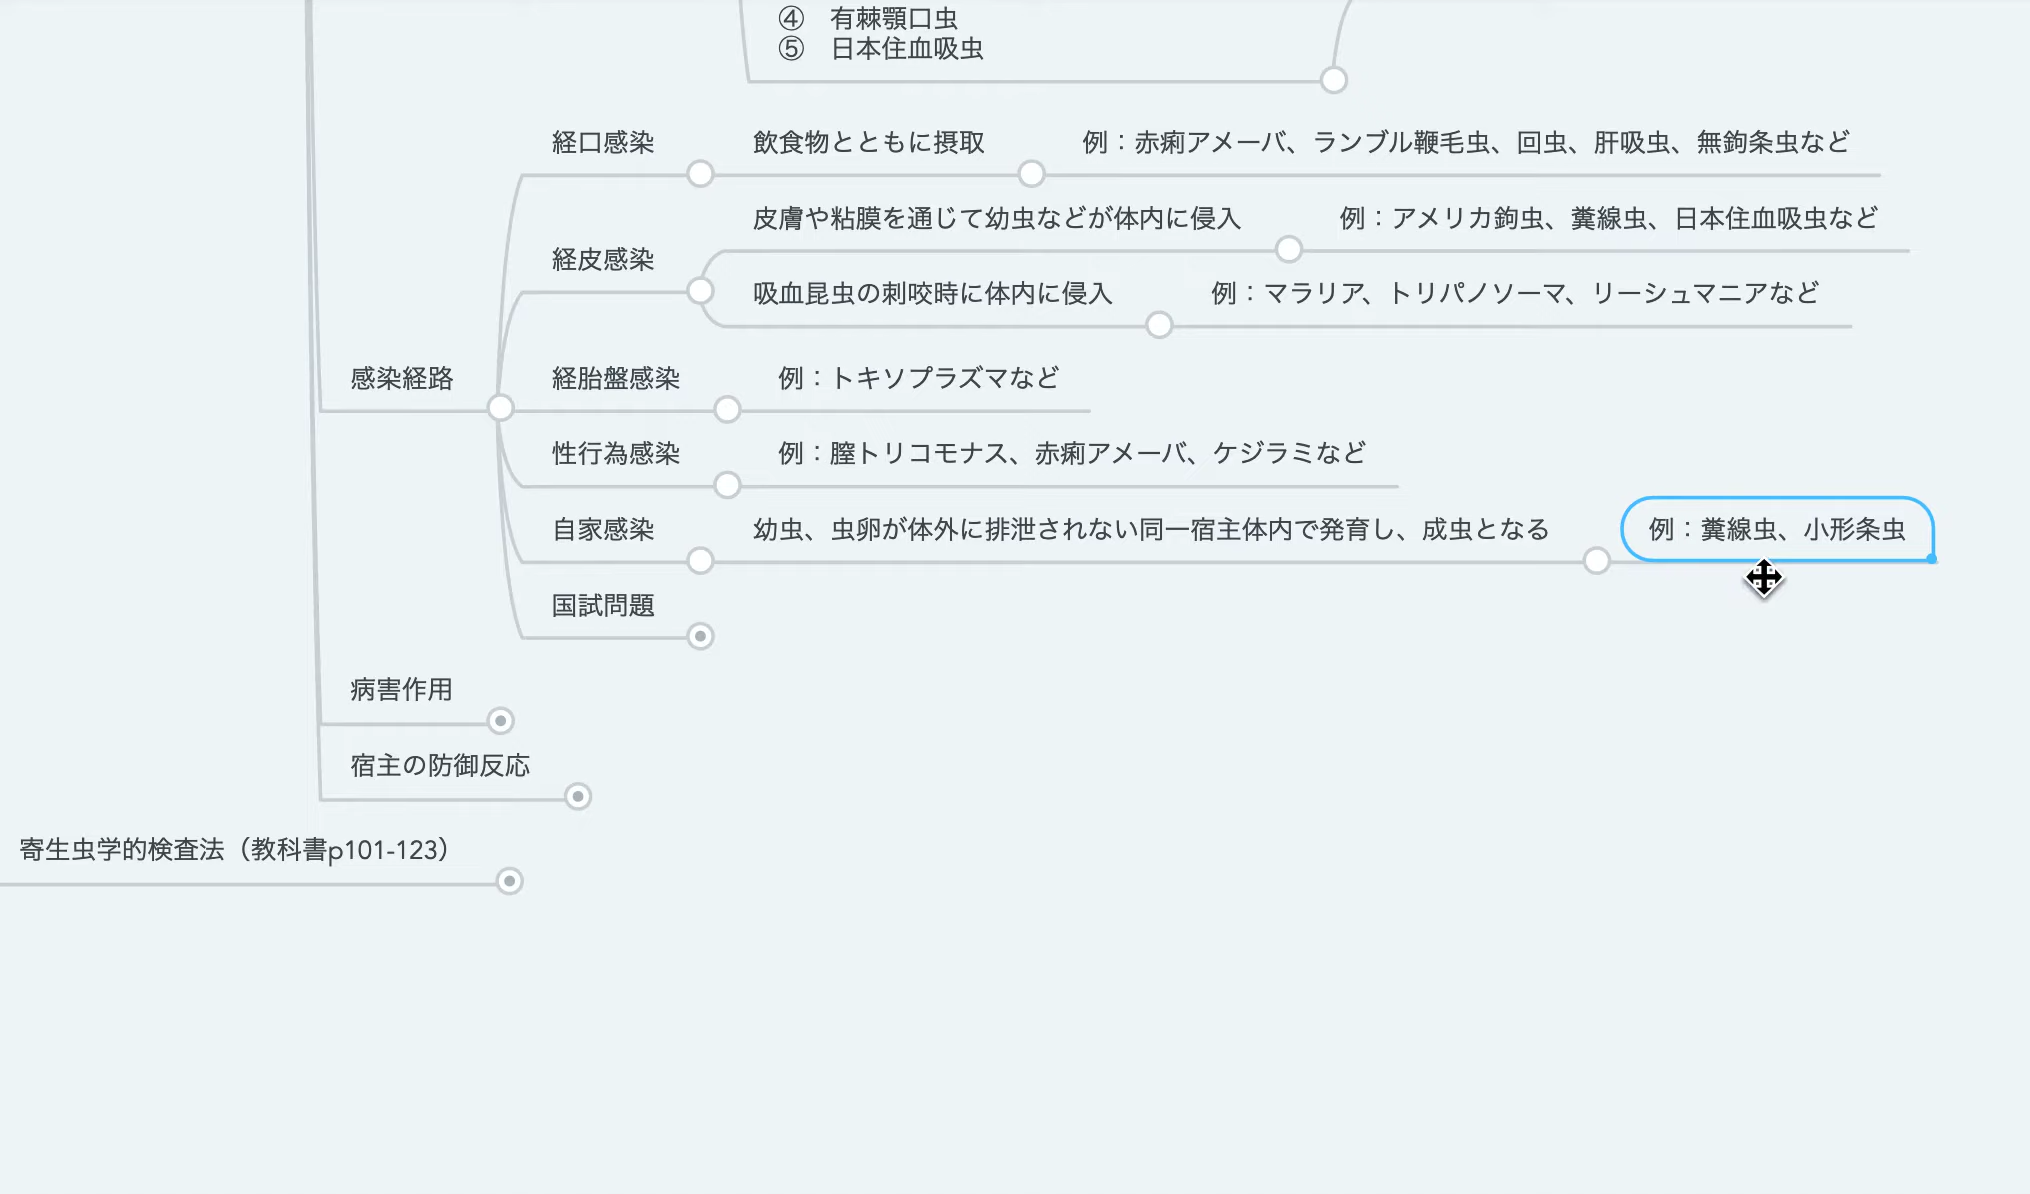 ④　有棘顎口虫
⑤　日本住血吸虫
経口感染
飲食物とともに摂取
例：赤痢アメーバ、ランブル鞭毛虫、回虫、肝吸虫、無鉤条虫など
経皮感染
皮膚や粘膜を通じて幼虫などが体内に侵入
例：アメリカ鉤虫、糞線虫、日本住血吸虫など
吸血昆虫の刺咬時に体内に侵入
例：マラリア、トリパノソーマ、リーシュマニアなど
感染経路
経胎盤感染
例：トキソプラズマなど
性行為感染
例：膣トリコモナス、赤痢アメーバ、ケジラミなど
自家感染
幼虫、虫卵が体外に排泄されない同一宿主体内で発育し、成虫となる
例：糞線虫、小形条虫
国試問題
病害作用
宿主の防御反応
寄生虫学的検査法（教科書p101-123）